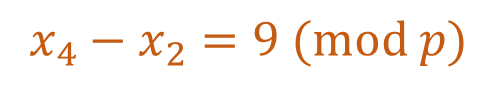 x₄ − x₂ = 9 (mod p)